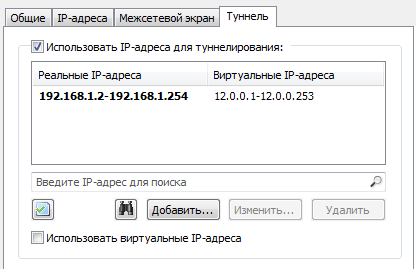 Общие IP-адреса Межсетевой экран Туннель
Использовать IP-адреса для туннелирования:
Реальные IP-адреса Виртуальные IP-адреса
192.168.1.2-192.168.1.254 12.0.0.1-12.0.0.253
Введите IP-адрес для поиска
Добавить... Изменить... Удалить
Использовать виртуальные IP-адреса